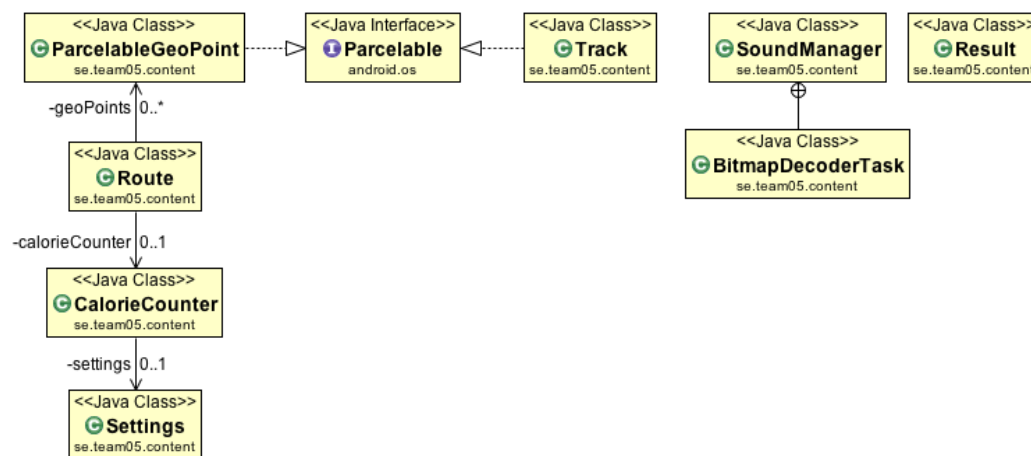 <<Java Class>>
ParcelableGeoPoint
se.team05.content
<<Java Interface>>
Parcelable
android.os
<<Java Class>>
Track
se.team05.content
<<Java Class>>
SoundManager
se.team05.content
<<Java Class>>
Result
se.team05.content
-geoPoints 0..*
<<Java Class>>
BitmapDecoderTask
se.team05.content
<<Java Class>>
Route
se.team05.content
-calorieCounter 0..1
<<Java Class>>
CalorieCounter
se.team05.content
-settings 0..1
<<Java Class>>
Settings
se.team05.content